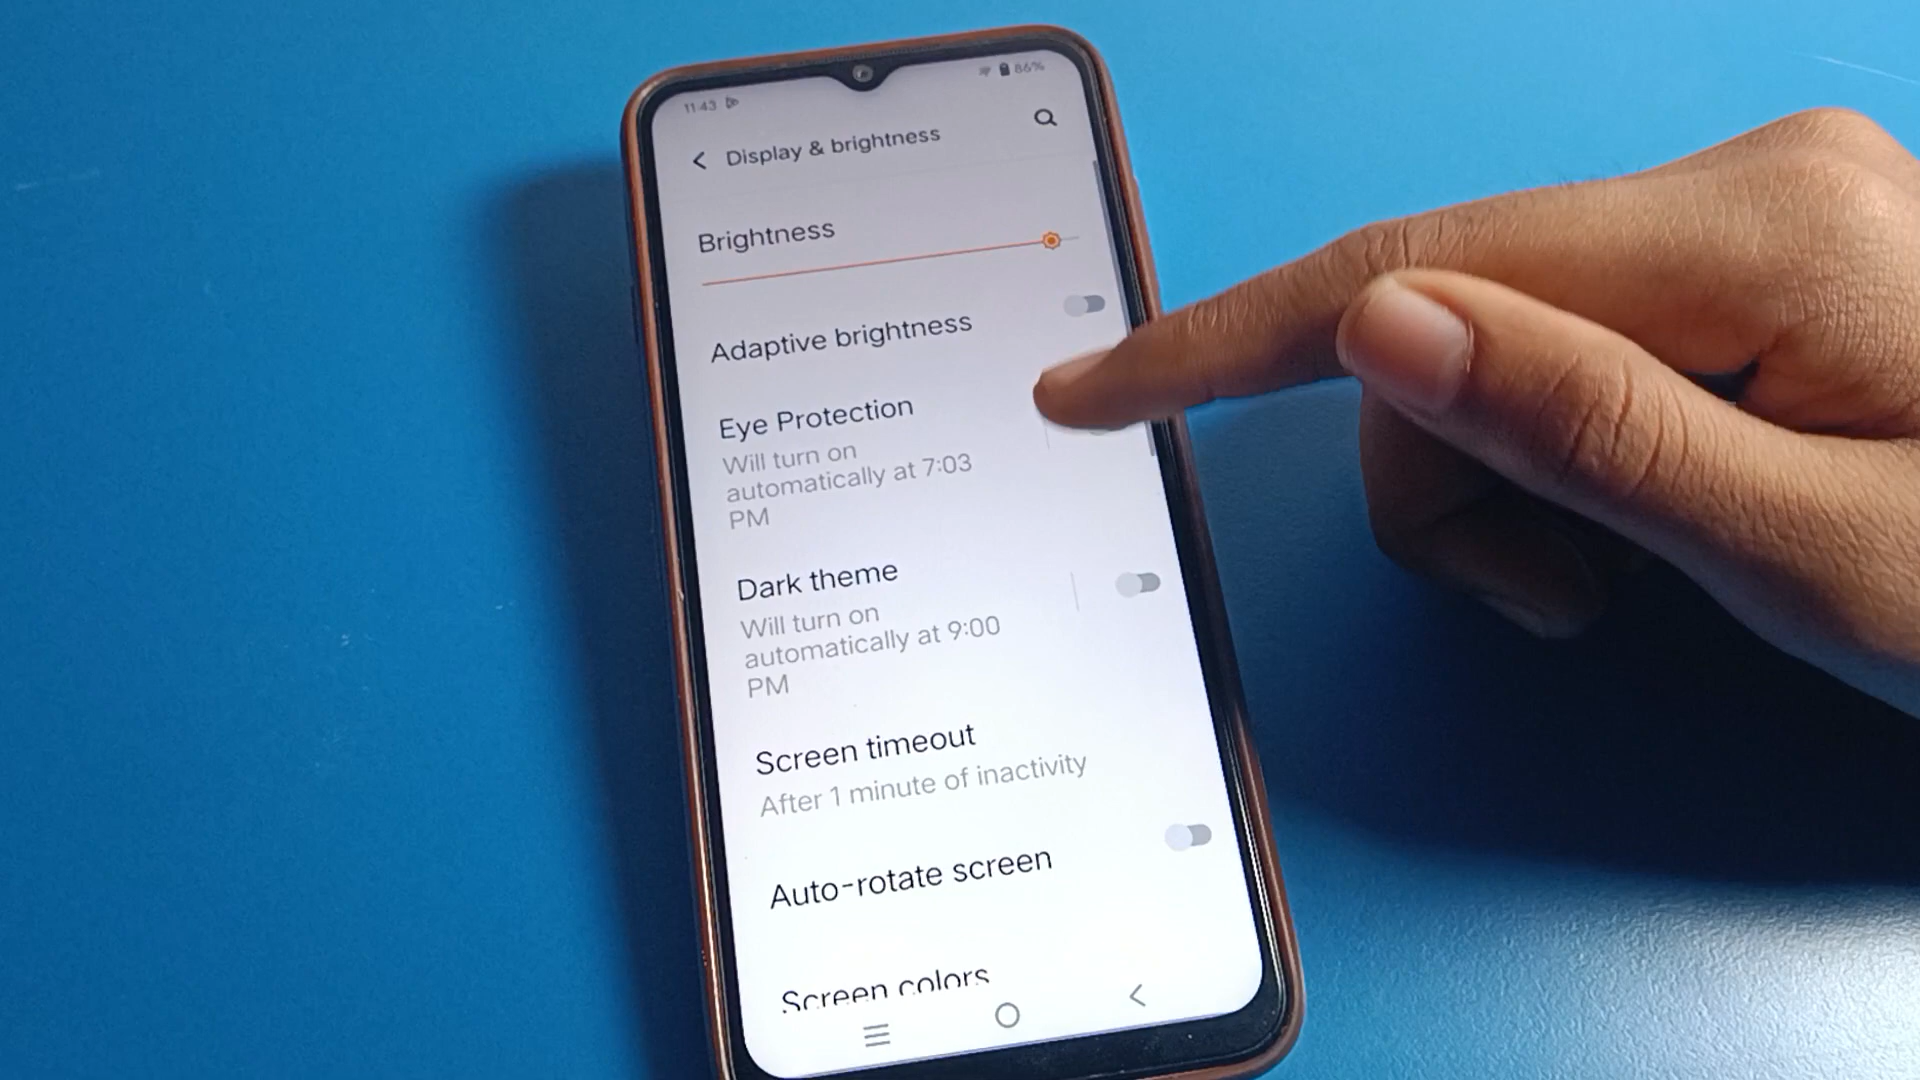 11:43
86%
Display & brightness
Brightness
Adaptive brightness
Eye Protection
Will turn on
automatically at 7:03
PM
Dark theme
Will turn on
automatically at 9:00
PM
Screen timeout
After 1 minute of inactivity
Auto-rotate screen
Screen colors